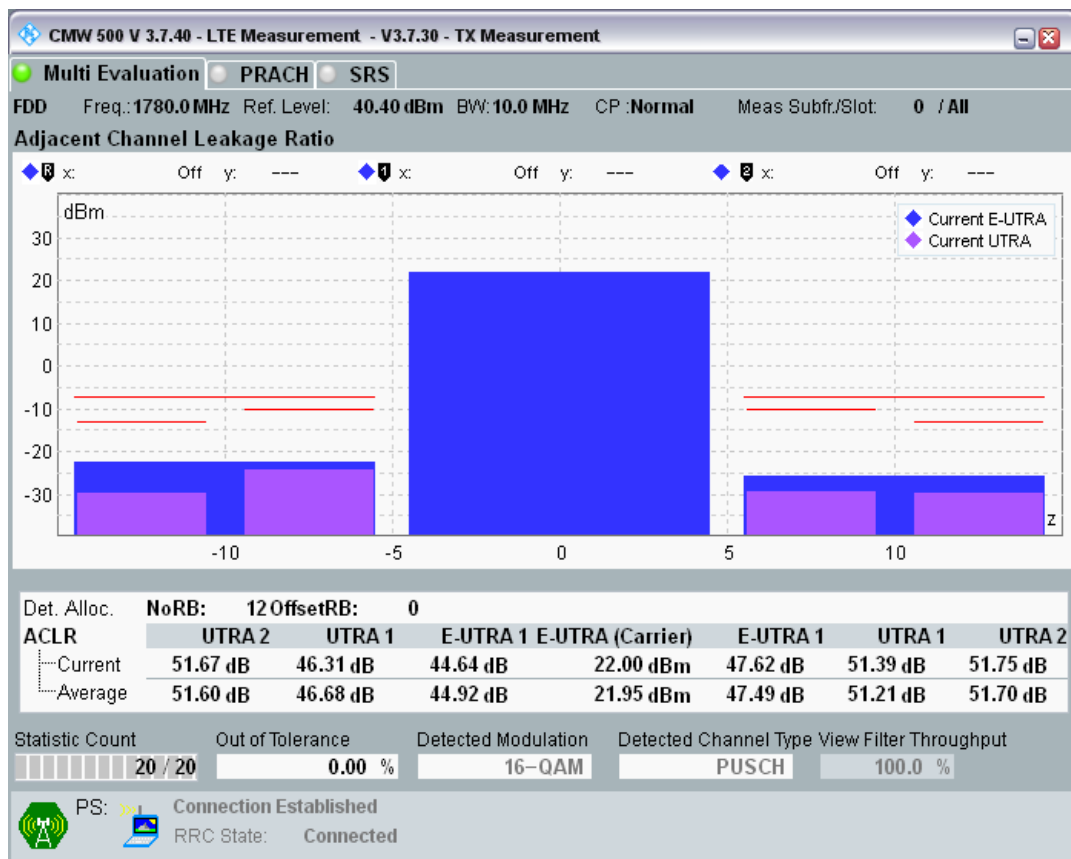 CMW 500 V 3.7.40 - LTE Measurement - V3.7.30 - TX Measurement
Multi Evaluation PRACH SRS
FDD Freq.: 1780.0 MHz Ref. Level: 40.40 dBm BW: 10.0 MHz CP :Normal Meas Subfr./Slot: 0 / All
Adjacent Channel Leakage Ratio
R x: Off y: --- 1 x: Off y: --- 2 x: Off y: ---
dBm
Current E-UTRA
Current UTRA
30
20
10
0
-10
-20
-30
z
-10 -5 0 5 10
Det. Alloc. NoRB: 12 OffsetRB: 0
ACLR UTRA 2 UTRA 1 E-UTRA 1 E-UTRA (Carrier) E-UTRA 1 UTRA 1 UTRA 2
Current 51.67 dB 46.31 dB 44.64 dB 22.00 dBm 47.62 dB 51.39 dB 51.75 dB
Average 51.60 dB 46.68 dB 44.92 dB 21.95 dBm 47.49 dB 51.21 dB 51.70 dB
Statistic Count Out of Tolerance Detected Modulation Detected Channel Type View Filter Throughput
20 / 20 0.00 % 16-QAM PUSCH 100.0 %
PS: Connection Established
RRC State: Connected